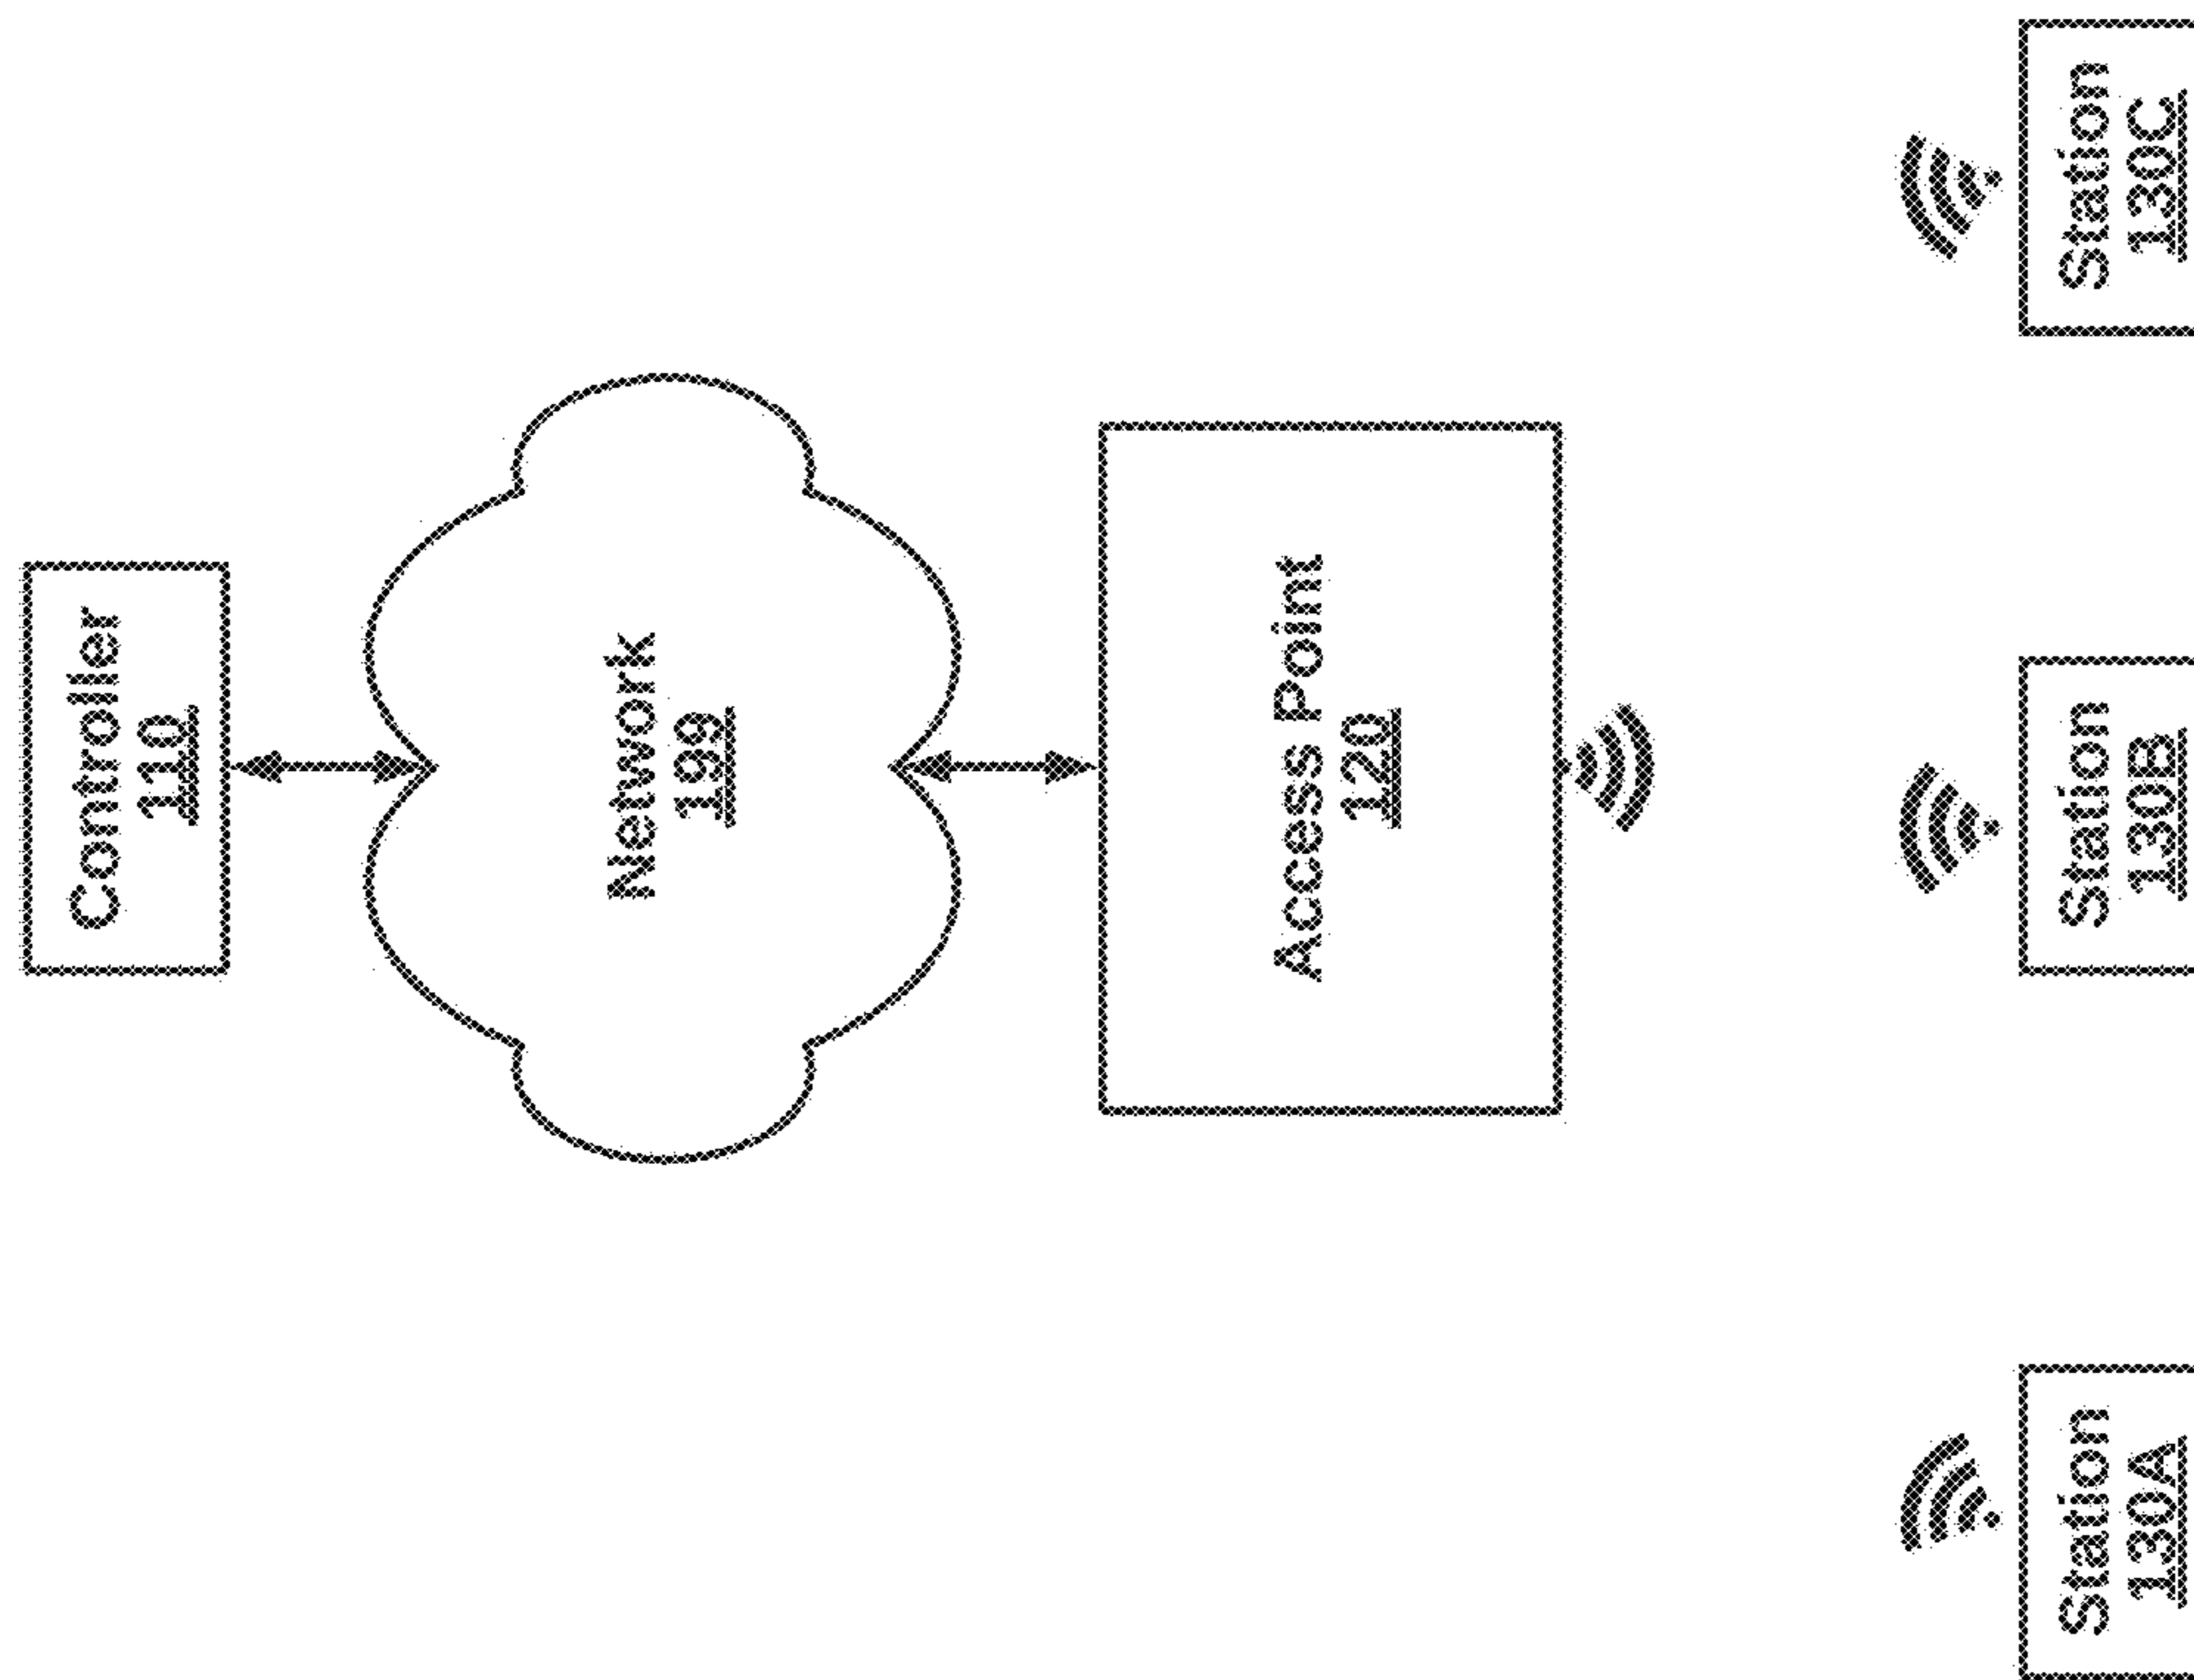 Controller
110
Network
199
Access Point
120
Station
130A
Station
130B
Station
130C